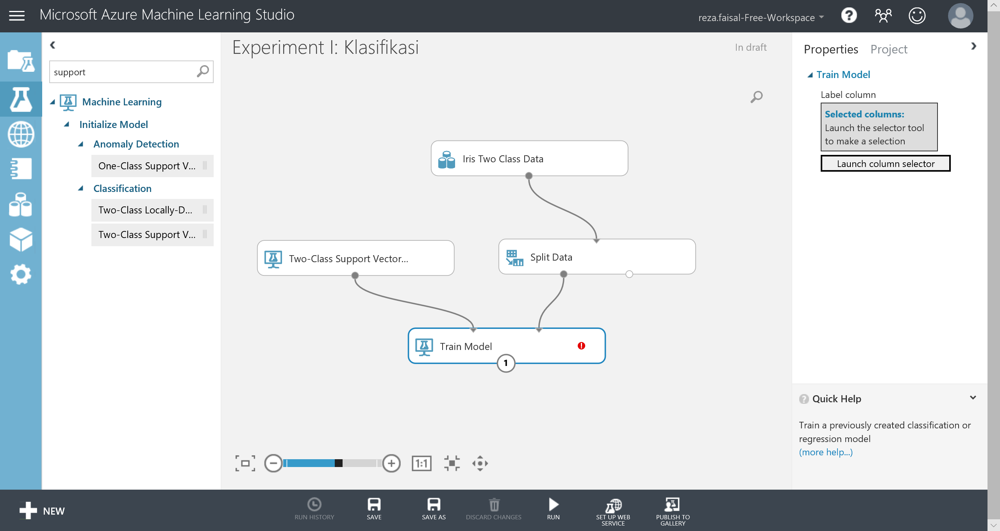 Microsoft Azure Machine Learning Studio
reza.faisal-Free-Workspace
support
Machine Learning
Initialize Model
Anomaly Detection
One-Class Support V...
Classification
Two-Class Locally-D...
Two-Class Support V...
Experiment I: Klasifikasi
In draft
Iris Two Class Data
Two-Class Support Vector...
Split Data
Train Model
1
1:1
Properties Project
Train Model
Label column
Selected columns:
Launch the selector tool
to make a selection
Launch column selector
Quick Help
Train a previously created classification or
regression model
(more help...)
NEW
RUN HISTORY
SAVE
SAVE AS
DISCARD CHANGES
RUN
SET UP WEB
SERVICE
PUBLISH TO
GALLERY